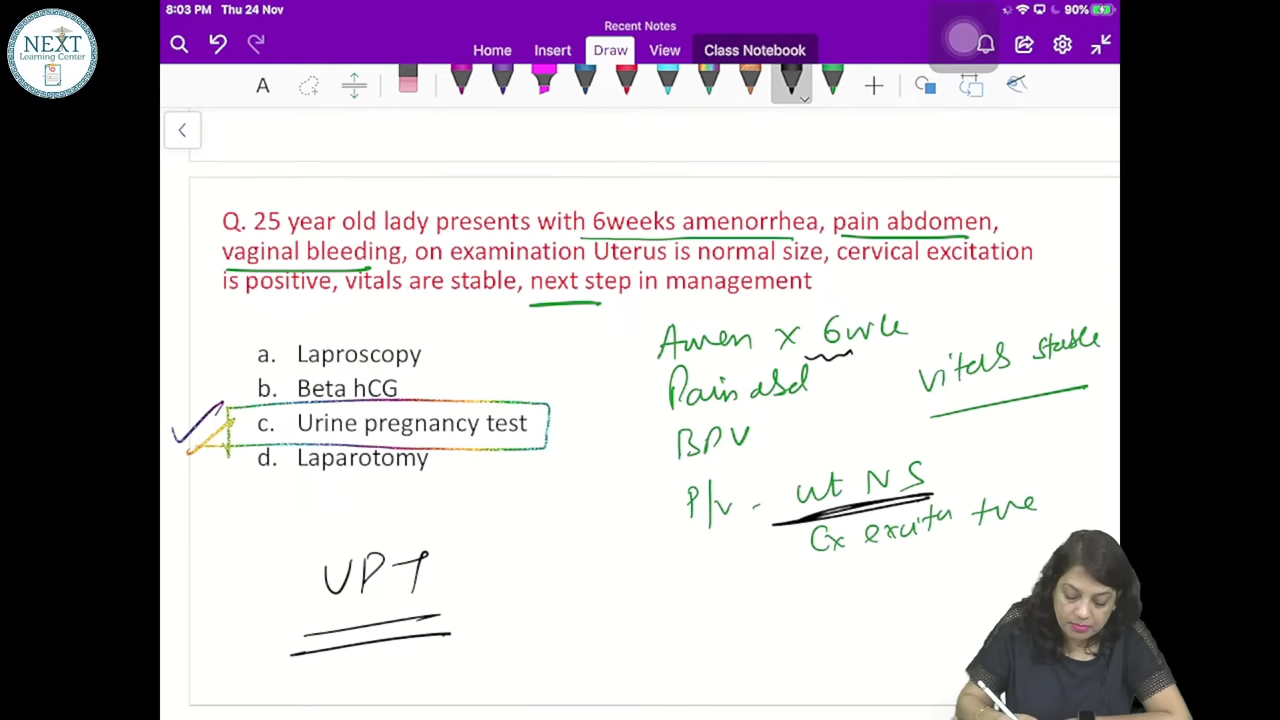 8:03 PM Thu 24 Nov
90%
NEXT
Learning Center
Recent Notes
Home Insert Draw View Class Notebook
A
Q. 25 year old lady presents with 6weeks amenorrhea, pain abdomen,
vaginal bleeding, on examination Uterus is normal size, cervical excitation
is positive, vitals are stable, next step in management
a. Laproscopy
b. Beta hCG
c. Urine pregnancy test
d. Laparotomy
Amen x 6wk
Pain abd
BPV
P/v - ut NS
Cx excitn +ve
vitals stable
UPT